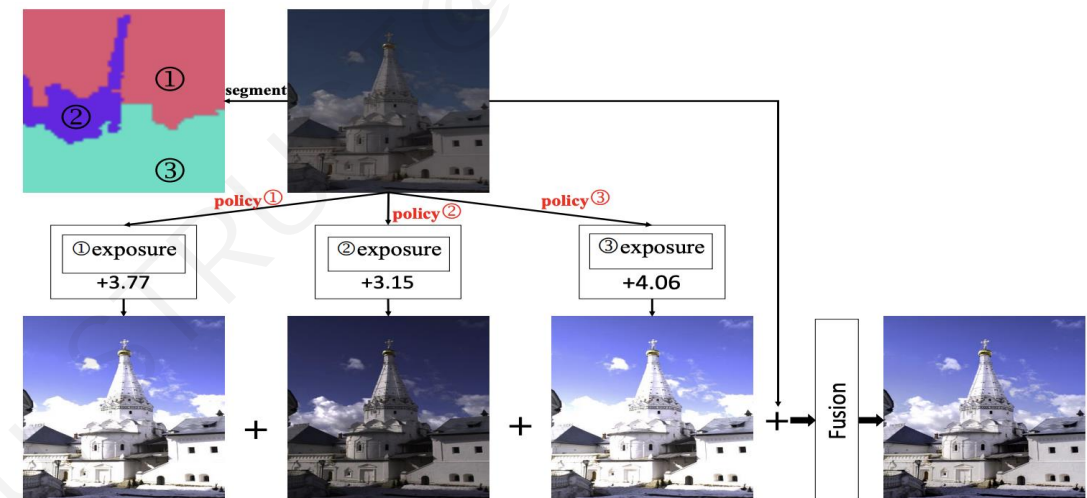 ①
②
③
segment
policy①
policy②
policy③
①exposure
+3.77
②exposure
+3.15
③exposure
+4.06
+
+
+
Fusion